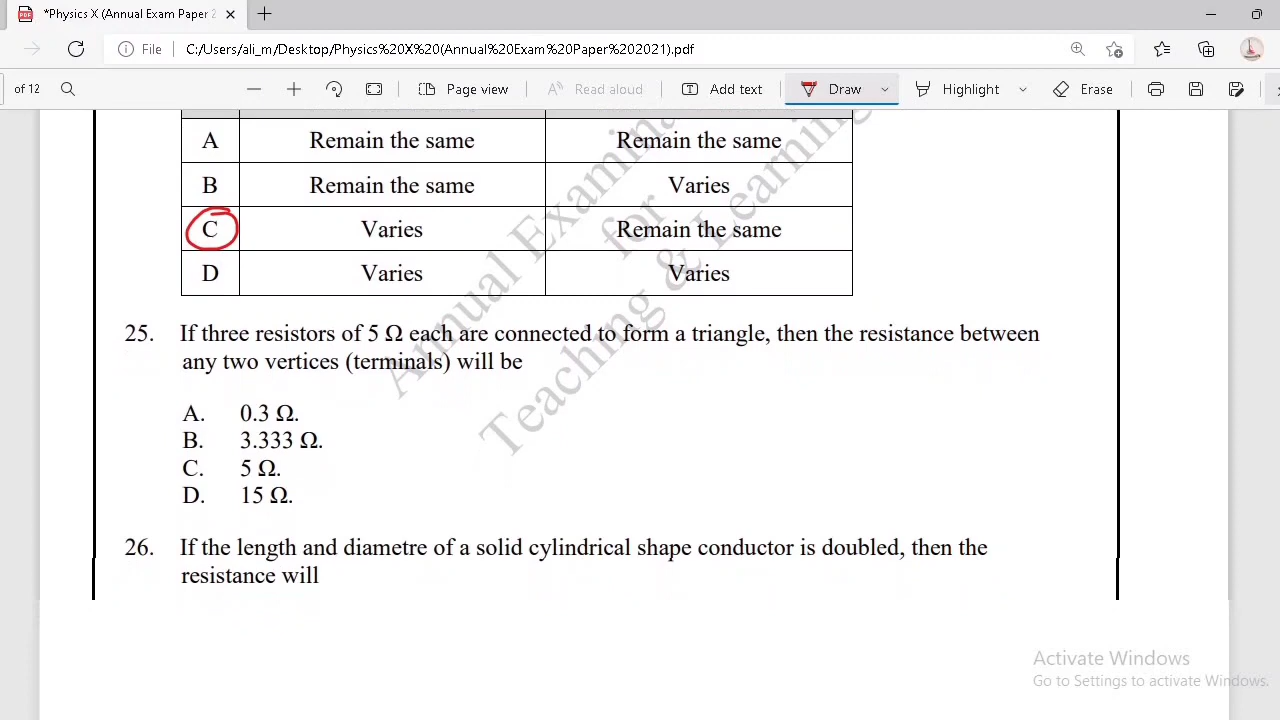 *Physics X (Annual Exam Paper 2
File C:/Users/ali_m/Desktop/Physics%20X%20(Annual%20Exam%20Paper%202021).pdf
of 12 Page view Read aloud Add text Draw Highlight Erase
A Remain the same Remain the same
B Remain the same Varies
C Varies Remain the same
D Varies Varies
Annual Examina
for
Teaching & Learning
25. If three resistors of 5 Ω each are connected to form a triangle, then the resistance between
any two vertices (terminals) will be
A. 0.3 Ω.
B. 3.333 Ω.
C. 5 Ω.
D. 15 Ω.
26. If the length and diametre of a solid cylindrical shape conductor is doubled, then the
resistance will
Activate Windows
Go to Settings to activate Windows.